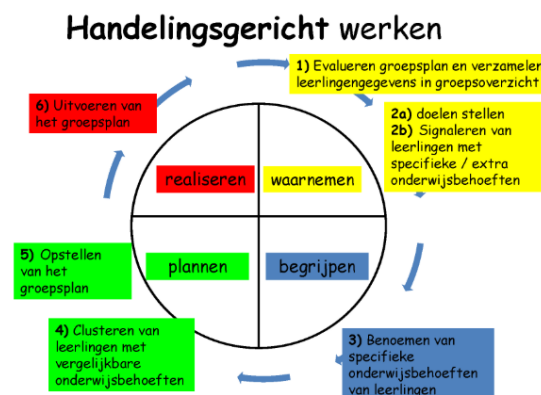 Handelingsgericht werken
1) Evalueren groepsplan en verzamelen
leerlingengegevens in groepsoverzicht
2a) doelen stellen
2b) Signaleren van
leerlingen met
specifieke / extra
onderwijsbehoeften
6) Uitvoeren van
het groepsplan
realiseren
waarnemen
plannen
begrijpen
5) Opstellen
van het
groepsplan
4) Clusteren van
leerlingen met
vergelijkbare
onderwijsbehoeften
3) Benoemen van
specifieke
onderwijsbehoeften
van leerlingen